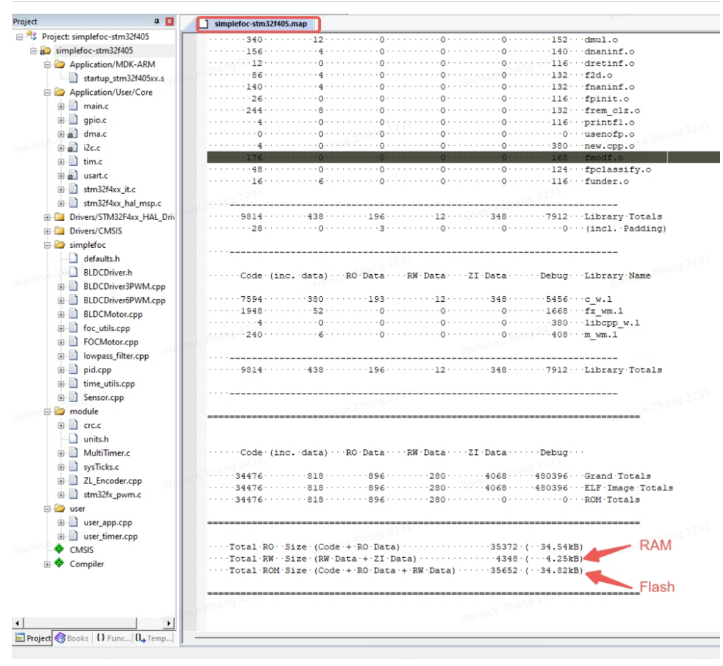 Project
Project: simplefoc-stm32f405
simplefoc-stm32f405
Application/MDK-ARM
startup_stm32f405xx.s
Application/User/Core
main.c
gpio.c
dma.c
i2c.c
tim.c
usart.c
stm32f4xx_it.c
stm32f4xx_hal_msp.c
Drivers/STM32F4xx_HAL_Driv
Drivers/CMSIS
simplefoc
defaults.h
BLDCDriver.h
BLDCDriver3PWM.cpp
BLDCDriver6PWM.cpp
BLDCMotor.cpp
foc_utils.cpp
FOCMotor.cpp
lowpass_filter.cpp
pid.cpp
time_utils.cpp
Sensor.cpp
module
crc.c
units.h
MultiTimer.c
sysTicks.c
ZL_Encoder.cpp
stm32fx_pwm.c
user
user_app.cpp
user_timer.cpp
CMSIS
Compiler
Project Books {} Func... Temp...
simplefoc-stm32f405.map
340 12 0 0 0 152 dmul.o
156 4 0 0 0 140 dnaninf.o
12 0 0 0 0 116 dretinf.o
86 4 0 0 0 132 f2d.o
140 4 0 0 0 132 fnaninf.o
26 0 0 0 0 116 fpinit.o
244 8 0 0 0 132 frem_clz.o
4 0 0 0 0 116 printf1.o
0 0 0 0 0 0 usenofp.o
4 0 0 0 0 380 new.cpp.o
176 0 0 0 0 168 fmodf.o
48 0 0 0 0 124 fpclassify.o
16 6 0 0 0 116 funder.o
9814 438 196 12 348 7912 Library Totals
28 0 3 0 0 0 (incl. Padding)
Code (inc. data) RO Data RW Data ZI Data Debug Library Name
7594 380 193 12 348 5456 c_w.l
1948 52 0 0 0 1668 fz_wm.l
4 0 0 0 0 380 libcpp_w.l
240 6 0 0 0 408 m_wm.l
9814 438 196 12 348 7912 Library Totals
Code (inc. data) RO Data RW Data ZI Data Debug
34476 818 896 280 4068 480396 Grand Totals
34476 818 896 280 4068 480396 ELF Image Totals
34476 818 896 280 0 0 ROM Totals
Total RO Size (Code + RO Data) 35372 ( 34.54kB)
Total RW Size (RW Data + ZI Data) 4348 ( 4.25kB)
Total ROM Size (Code + RO Data + RW Data) 35652 ( 34.82kB)
RAM
Flash